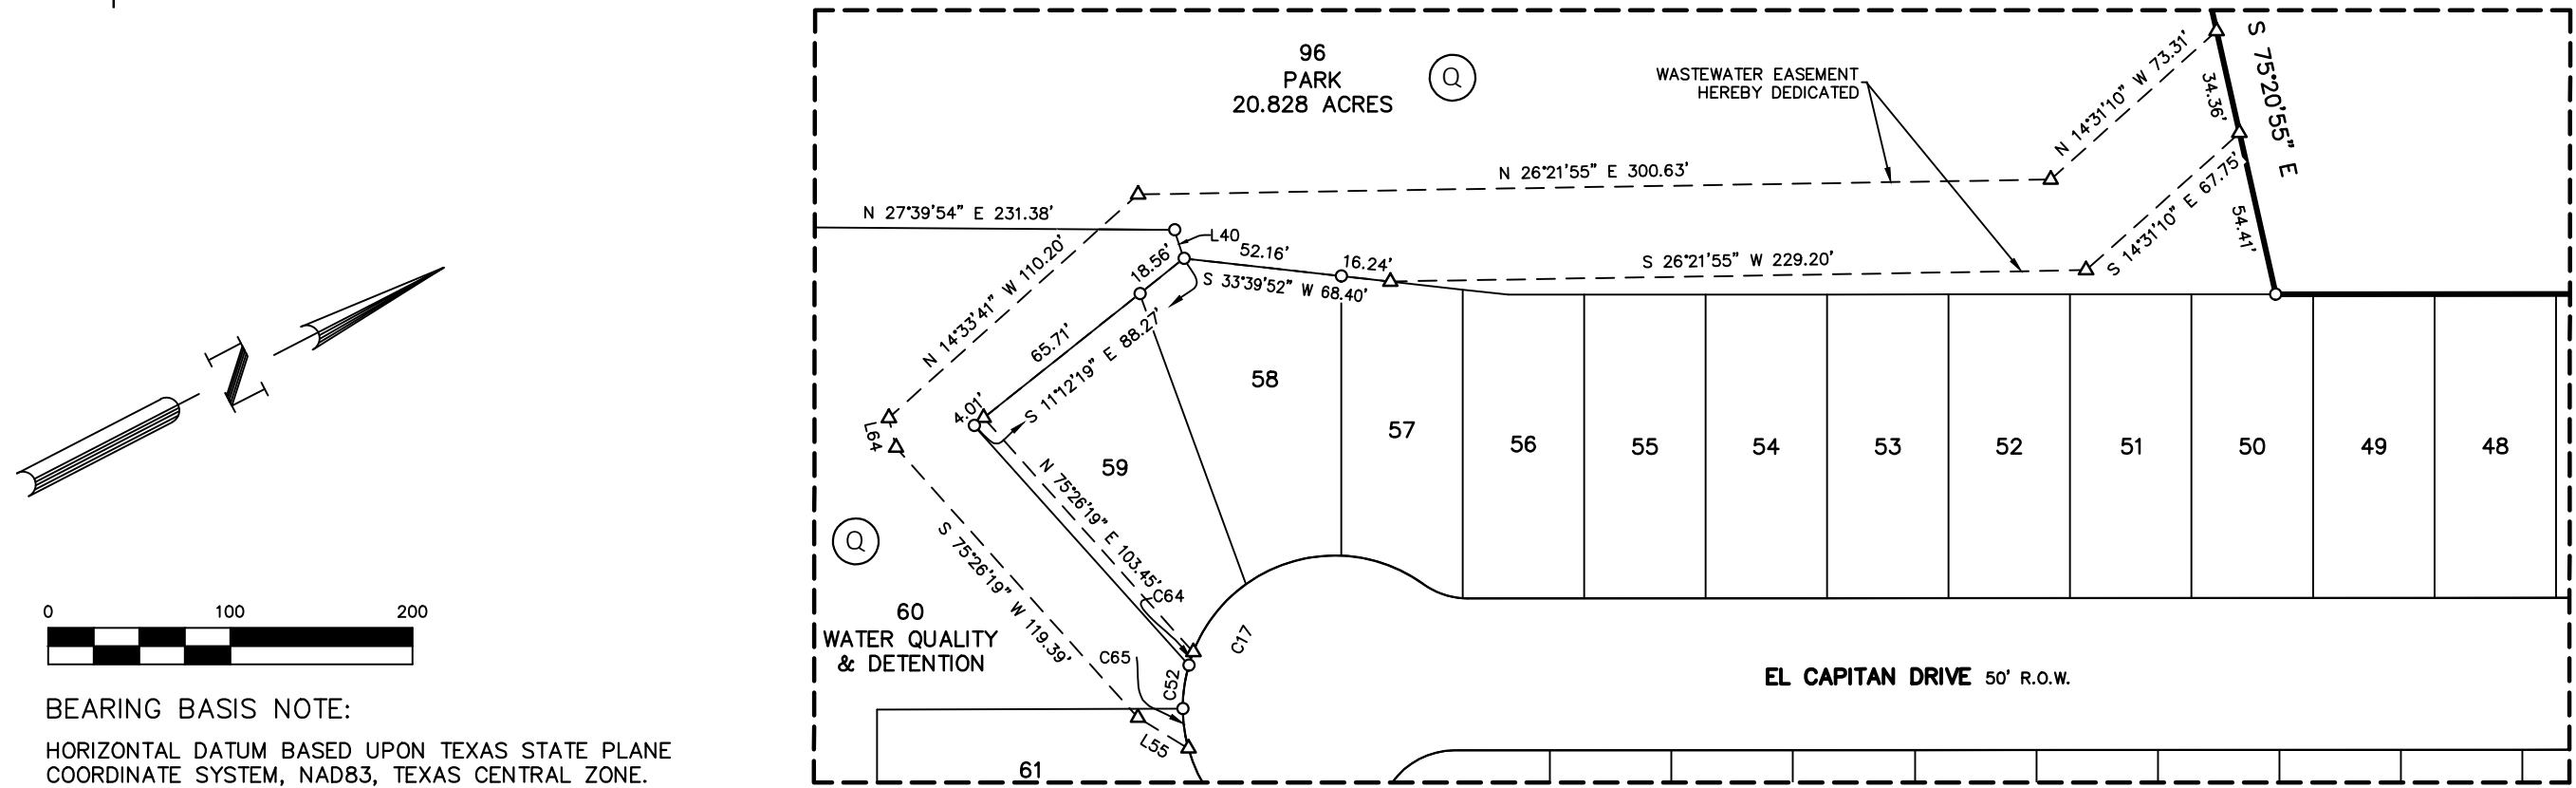 96
PARK
20.828 ACRES
Q
WASTEWATER EASEMENT
HEREBY DEDICATED
N 14°31'10" W 73.31'
34.36'
S 75°20'55" E
S 14°31'10" E 67.75'
54.41'
N 26°21'55" E 300.63'
N 27°39'54" E 231.38'
L40
52.16'
16.24'
S 26°21'55" W 229.20'
18.56'
S 33°39'52" W 68.40'
N 14°33'41" W 110.20'
65.71'
S 11°12'19" E 88.27'
4.01'
L64
N
58
57
56
55
54
53
52
51
50
49
48
59
N 75°26'19" E 103.45'
S 75°26'19" W 119.39'
Q
60
WATER QUALITY
& DETENTION
C64
C17
C65
C52
L55
61
EL CAPITAN DRIVE 50' R.O.W.
0 100 200
BEARING BASIS NOTE:
HORIZONTAL DATUM BASED UPON TEXAS STATE PLANE
COORDINATE SYSTEM, NAD83, TEXAS CENTRAL ZONE.